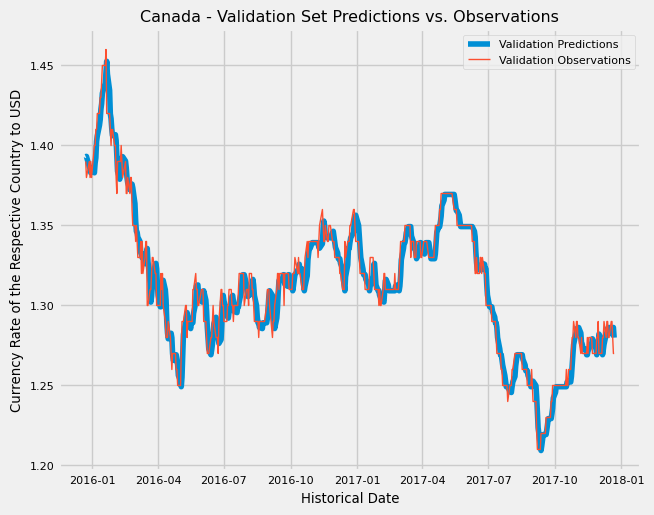 Canada - Validation Set Predictions vs. Observations
Validation Predictions
Validation Observations
Currency Rate of the Respective Country to USD
1.45
1.40
1.35
1.30
1.25
1.20
2016-01 2016-04 2016-07 2016-10 2017-01 2017-04 2017-07 2017-10 2018-01
Historical Date